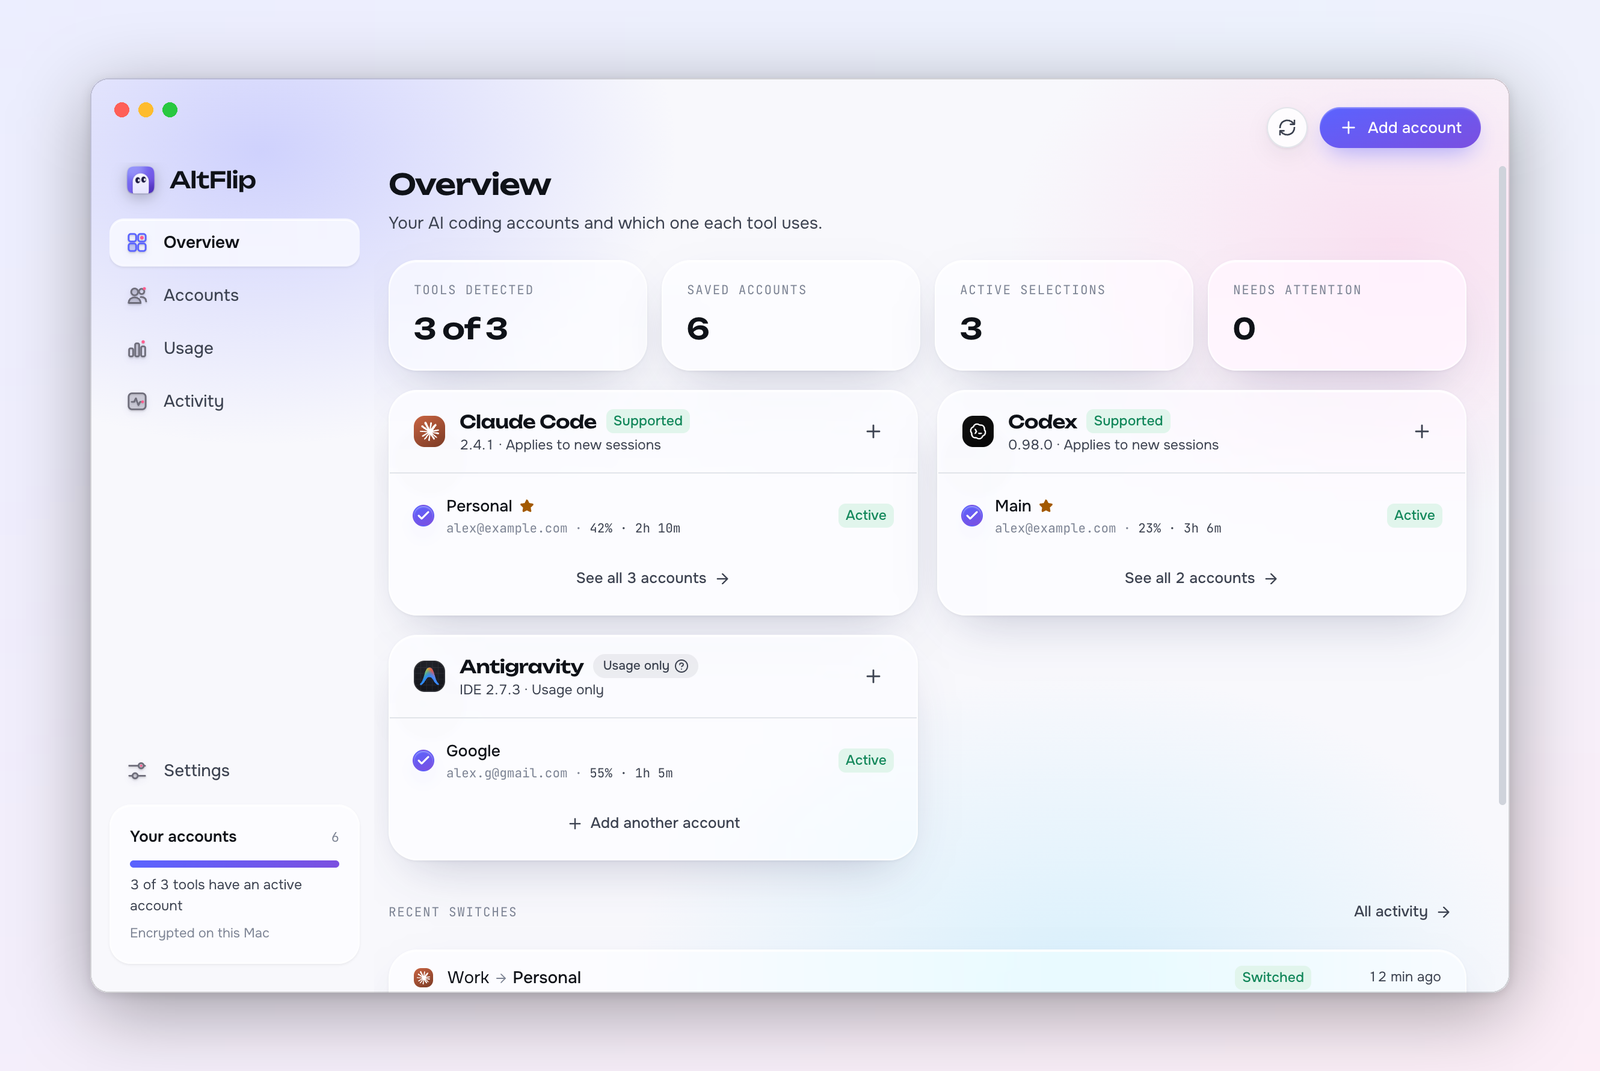 Add account
AltFlip
Overview
Accounts
Usage
Activity
Settings
Your accounts 6
3 of 3 tools have an active
account
Encrypted on this Mac
Overview
Your AI coding accounts and which one each tool uses.
TOOLS DETECTED
3 of 3
SAVED ACCOUNTS
6
ACTIVE SELECTIONS
3
NEEDS ATTENTION
0
Claude Code Supported
2.4.1 · Applies to new sessions
Personal
alex@example.com · 42% · 2h 10m
Active
See all 3 accounts →
Codex Supported
0.98.0 · Applies to new sessions
Main
alex@example.com · 23% · 3h 6m
Active
See all 2 accounts →
Antigravity Usage only
IDE 2.7.3 · Usage only
Google
alex.g@gmail.com · 55% · 1h 5m
Active
+ Add another account
RECENT SWITCHES All activity →
Work → Personal Switched 12 min ago